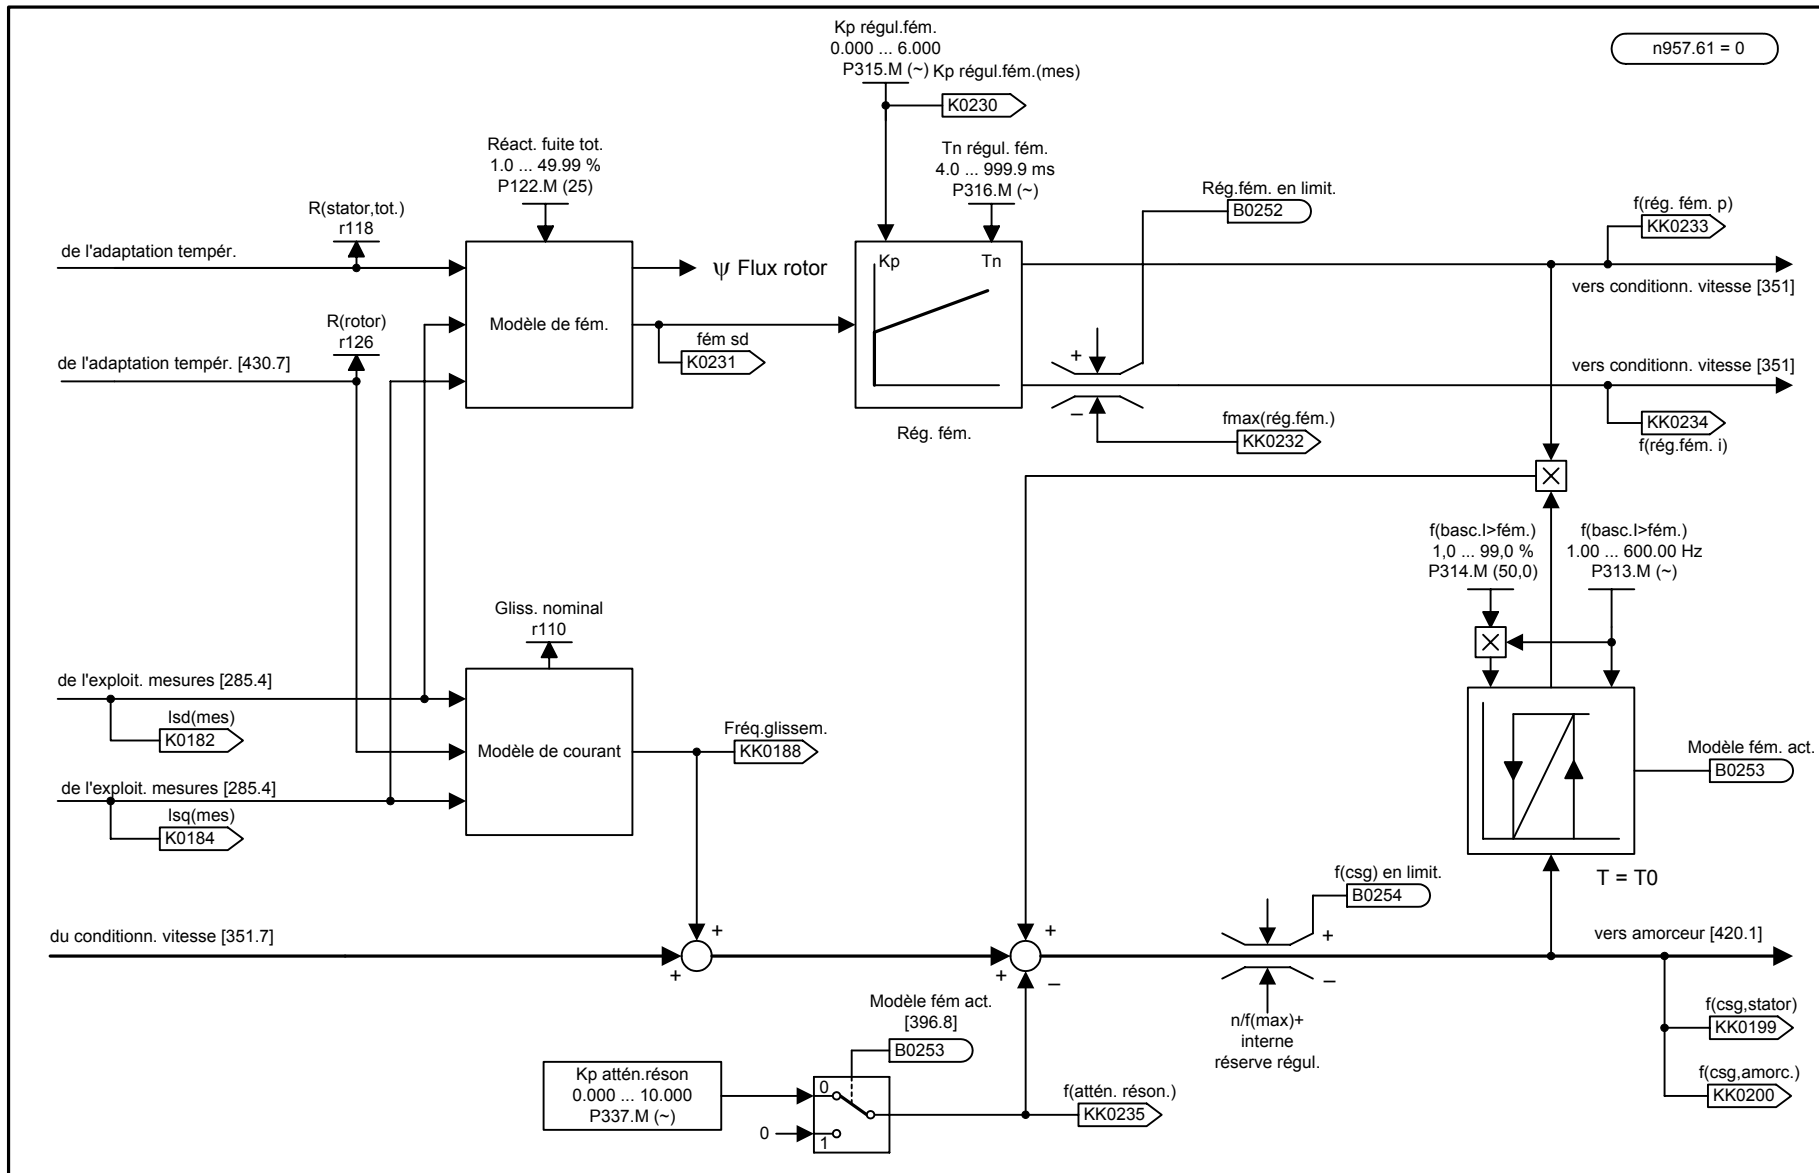 Kp régul.fém.
0.000 ... 6.000
P315.M (~)
Kp régul.fém.(mes)
K0230
n957.61 = 0
Réact. fuite tot.
1.0 ... 49.99 %
P122.M (25)
Tn régul. fém.
4.0 ... 999.9 ms
P316.M (~)
Rég.fém. en limit.
B0252
R(stator,tot.)
r118
f(rég. fém. p)
KK0233
de l'adaptation tempér.
ψ Flux rotor
Kp
Tn
vers conditionn. vitesse [351]
R(rotor)
r126
Modèle de fém.
fém sd
K0231
de l'adaptation tempér. [430.7]
+
–
vers conditionn. vitesse [351]
Rég. fém.
fmax(rég.fém.)
KK0232
KK0234
f(rég.fém. i)
f(basc.I>fém.)
1,0 ... 99,0 %
P314.M (50,0)
f(basc.I>fém.)
1.00 ... 600.00 Hz
P313.M (~)
Gliss. nominal
r110
de l'exploit. mesures [285.4]
Isd(mes)
K0182
Modèle de courant
Fréq.glissem.
KK0188
Modèle fém. act.
B0253
de l'exploit. mesures [285.4]
Isq(mes)
K0184
T = T0
f(csg) en limit.
B0254
du conditionn. vitesse [351.7]
+
+
+
+
–
+
–
vers amorceur [420.1]
Modèle fém act.
[396.8]
B0253
n/f(max)+
interne
réserve régul.
f(csg,stator)
KK0199
Kp attén.réson
0.000 ... 10.000
P337.M (~)
0
0
1
f(attén. réson.)
KK0235
f(csg,amorc.)
KK0200